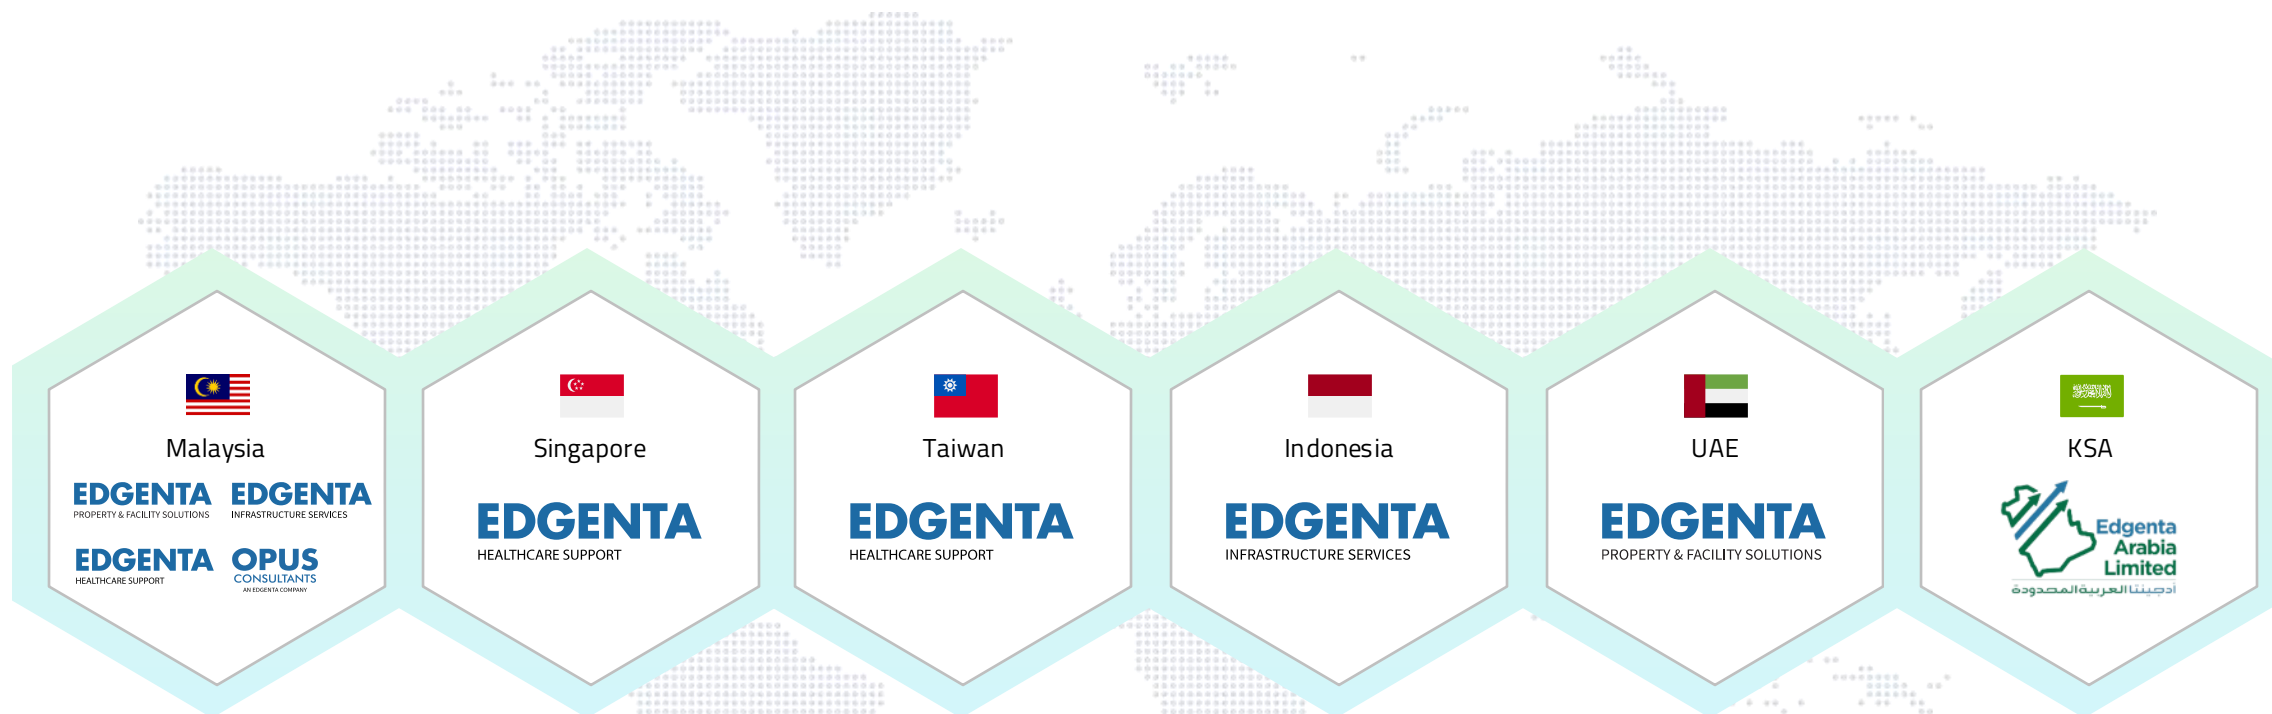 Malaysia
EDGENTA
PROPERTY & FACILITY SOLUTIONS
EDGENTA
INFRASTRUCTURE SERVICES
EDGENTA
HEALTHCARE SUPPORT
OPUS
CONSULTANTS
AN EDGENTA COMPANY
Singapore
EDGENTA
HEALTHCARE SUPPORT
Taiwan
EDGENTA
HEALTHCARE SUPPORT
Indonesia
EDGENTA
INFRASTRUCTURE SERVICES
UAE
EDGENTA
PROPERTY & FACILITY SOLUTIONS
KSA
Edgenta
Arabia
Limited
أدجينتا العربية المحدودة